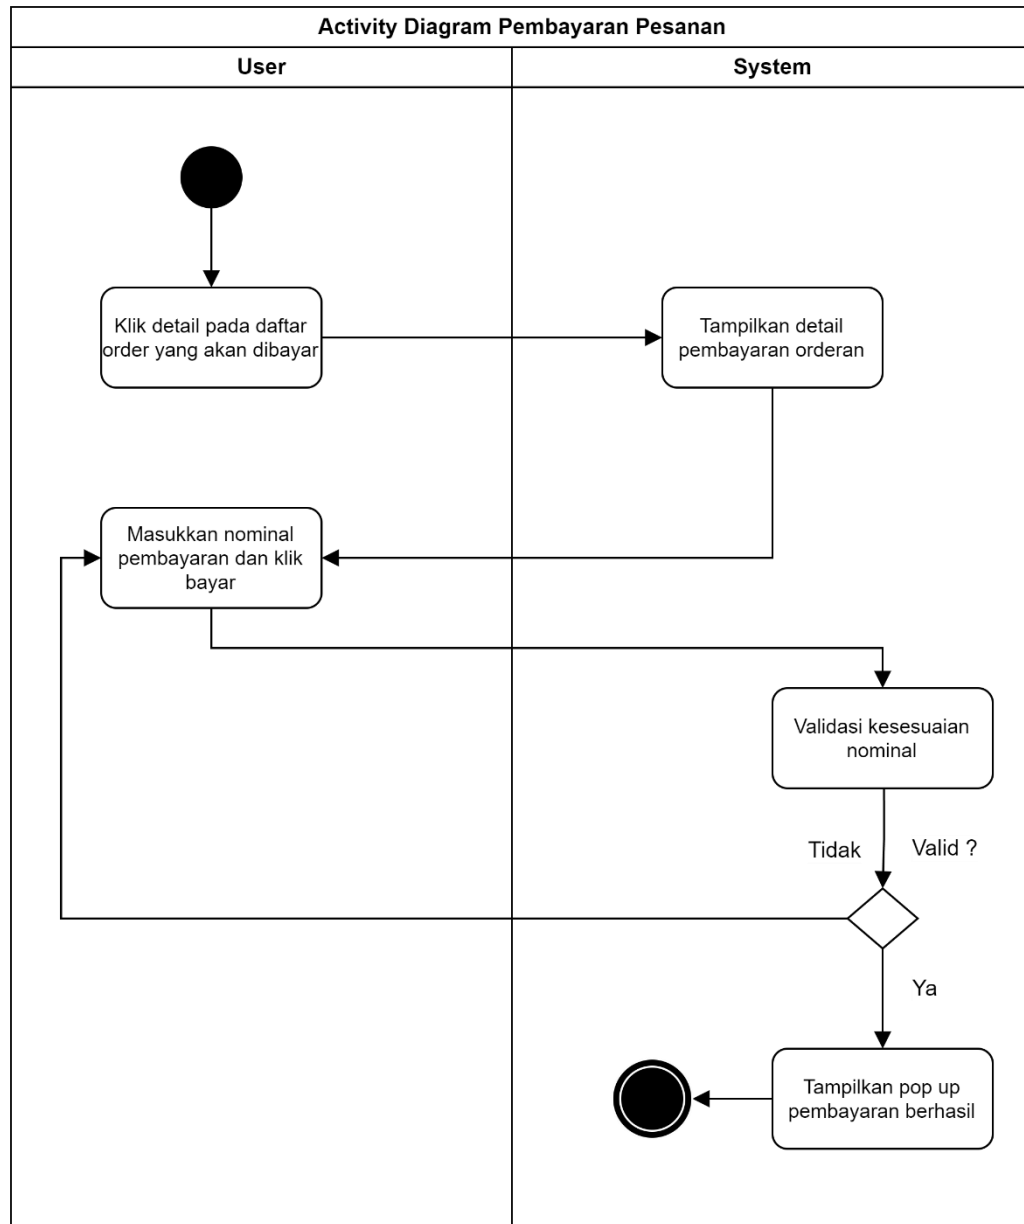 Activity Diagram Pembayaran Pesanan
User
System
Klik detail pada daftar
order yang akan dibayar
Tampilkan detail
pembayaran orderan
Masukkan nominal
pembayaran dan klik
bayar
Validasi kesesuaian
nominal
Tidak
Valid ?
Ya
Tampilkan pop up
pembayaran berhasil